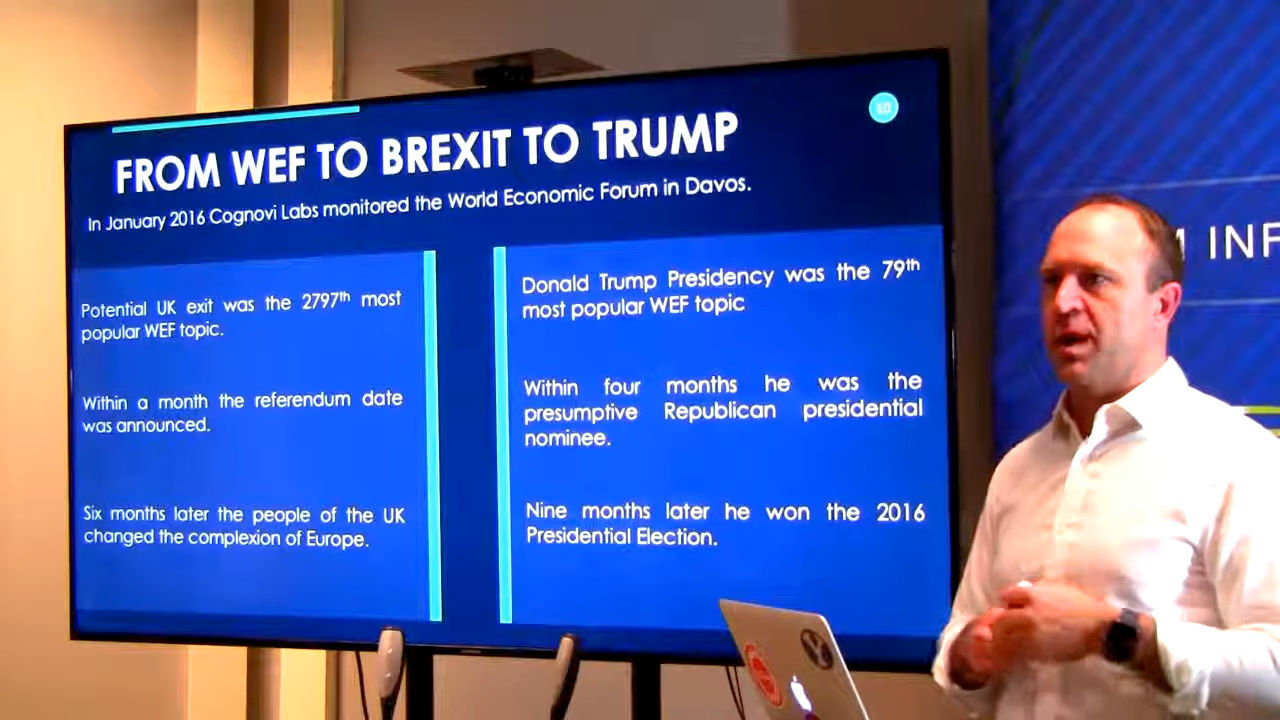 10
FROM WEF TO BREXIT TO TRUMP
In January 2016 Cognovi Labs monitored the World Economic Forum in Davos.
Potential UK exit was the 2797th most
popular WEF topic.
Within a month the referendum date
was announced.
Six months later the people of the UK
changed the complexion of Europe.
Donald Trump Presidency was the 79th
most popular WEF topic
Within four months he was the
presumptive Republican presidential
nominee.
Nine months later he won the 2016
Presidential Election.
INF